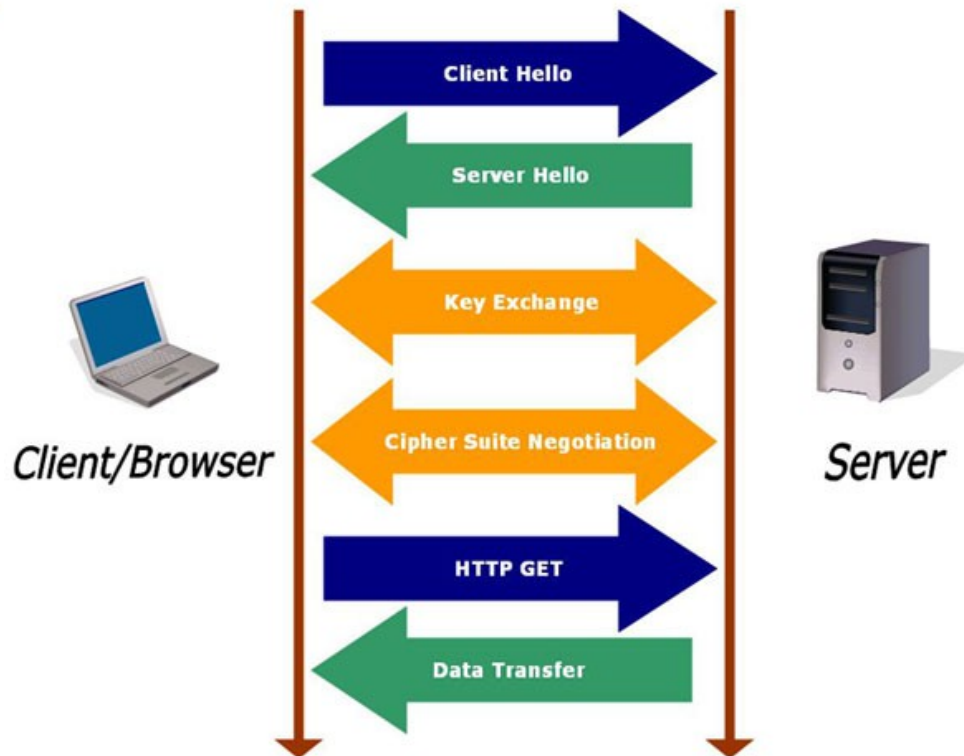 Client Hello
Server Hello
Key Exchange
Cipher Suite Negotiation
Client/Browser
Server
HTTP GET
Data Transfer